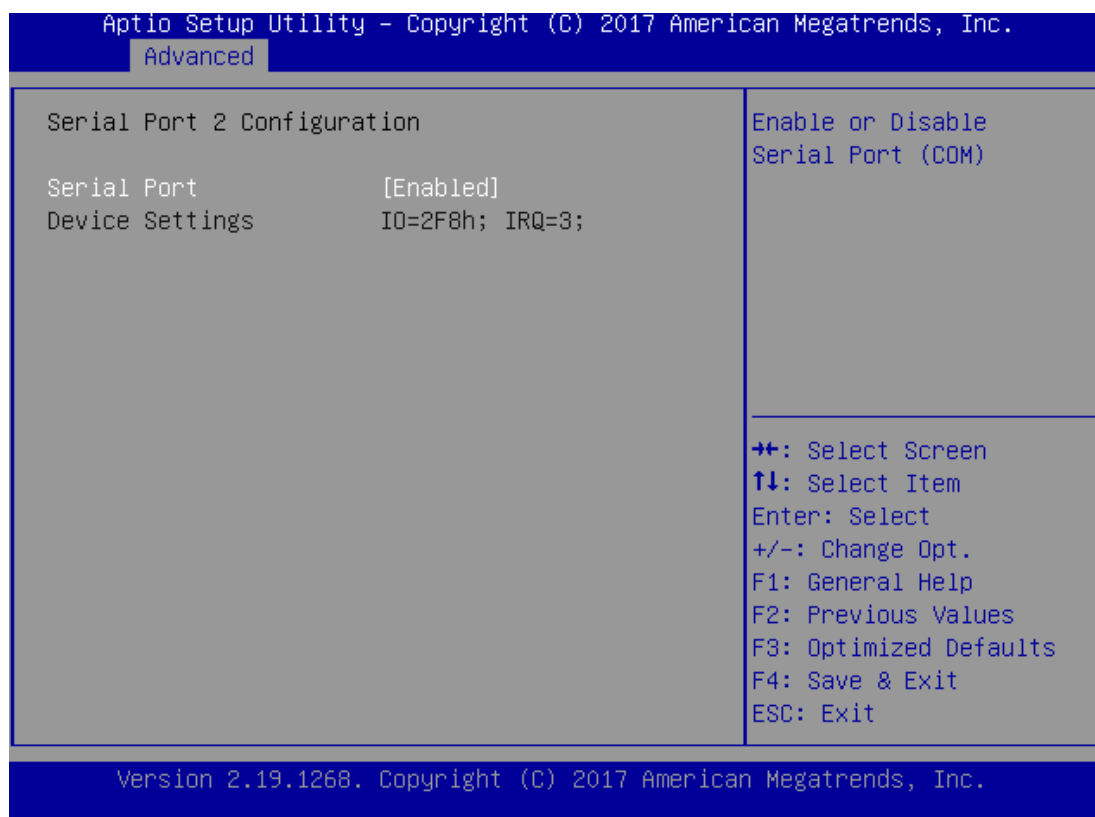 Aptio Setup Utility – Copyright (C) 2017 American Megatrends, Inc.
Advanced
Serial Port 2 Configuration
Serial Port [Enabled]
Device Settings IO=2F8h; IRQ=3;
Enable or Disable
Serial Port (COM)
→←: Select Screen
↑↓: Select Item
Enter: Select
+/-: Change Opt.
F1: General Help
F2: Previous Values
F3: Optimized Defaults
F4: Save & Exit
ESC: Exit
Version 2.19.1268. Copyright (C) 2017 American Megatrends, Inc.